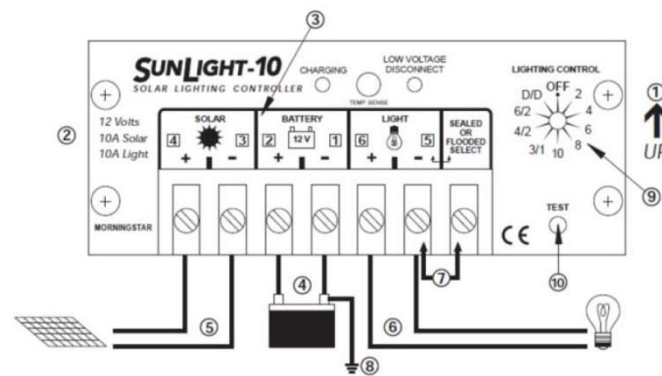 ③
SUNLIGHT-10
SOLAR LIGHTING CONTROLLER
CHARGING
TEMP SENSE
LOW VOLTAGE
DISCONNECT
LIGHTING CONTROL
OFF
D/D 2
6/2 4
4/2 6
3/1 10 8
① UP
②
12 Volts
10A Solar
10A Light
SOLAR
4 3
+ −
BATTERY
2 12 V 1
+ −
LIGHT
6 5
+ −
SEALED
OR
FLOODED
SELECT
⑨
MORNINGSTAR
CE
TEST
⑩
④
⑤
⑥
⑦
⑧